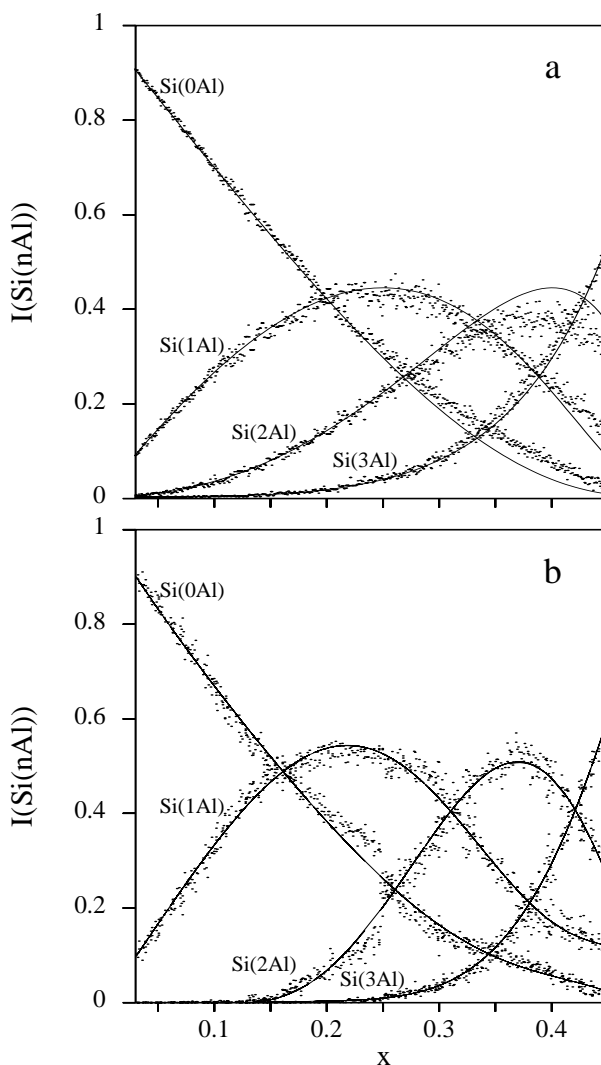 1
a
Si(0Al)
0.8
0.6
I(Si(nAl))
0.4
Si(1Al)
0.2
Si(2Al)
Si(3Al)
0
1
b
Si(0Al)
0.8
0.6
I(Si(nAl))
0.4
Si(1Al)
0.2
Si(2Al)
Si(3Al)
0
0.1 0.2 0.3 0.4
x